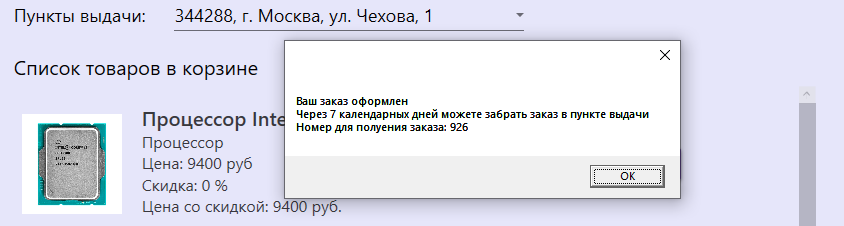 Пункты выдачи: 344288, г. Москва, ул. Чехова, 1
Список товаров в корзине
Ваш заказ оформлен
Через 7 календарных дней можете забрать заказ в пункте выдачи
Номер для полуения заказа: 926
OK
Процессор Inte
Процессор
Цена: 9400 руб
Скидка: 0 %
Цена со скидкой: 9400 руб.